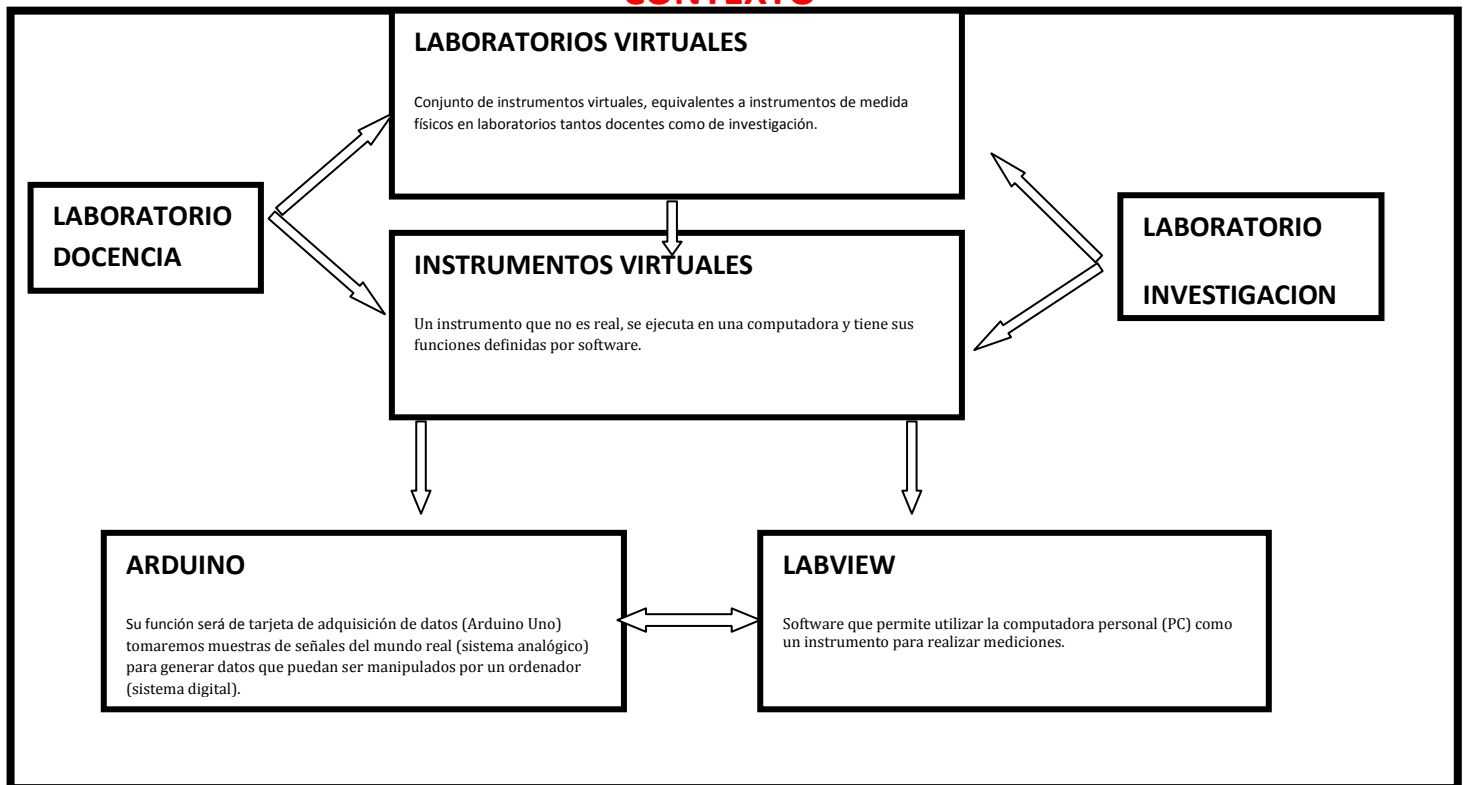 CONTEXTO
LABORATORIOS VIRTUALES
Conjunto de instrumentos virtuales, equivalentes a instrumentos de medida
físicos en laboratorios tantos docentes como de investigación.
LABORATORIO
DOCENCIA
LABORATORIO
INVESTIGACION
INSTRUMENTOS VIRTUALES
Un instrumento que no es real, se ejecuta en una computadora y tiene sus
funciones definidas por software.
ARDUINO
Su función será de tarjeta de adquisición de datos (Arduino Uno)
tomaremos muestras de señales del mundo real (sistema analógico)
para generar datos que puedan ser manipulados por un ordenador
(sistema digital).
LABVIEW
Software que permite utilizar la computadora personal (PC) como
un instrumento para realizar mediciones.